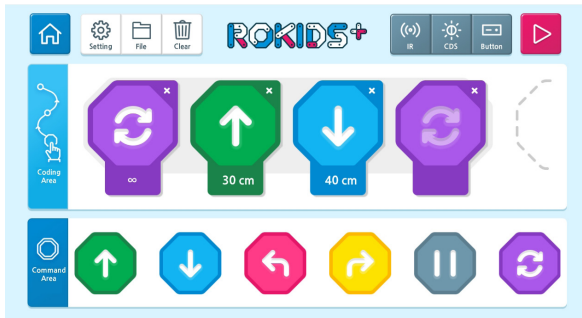 Setting
File
Clear
ROKIDS+
IR
CDS
Button
Coding
Area
∞
30 cm
40 cm
Command
Area